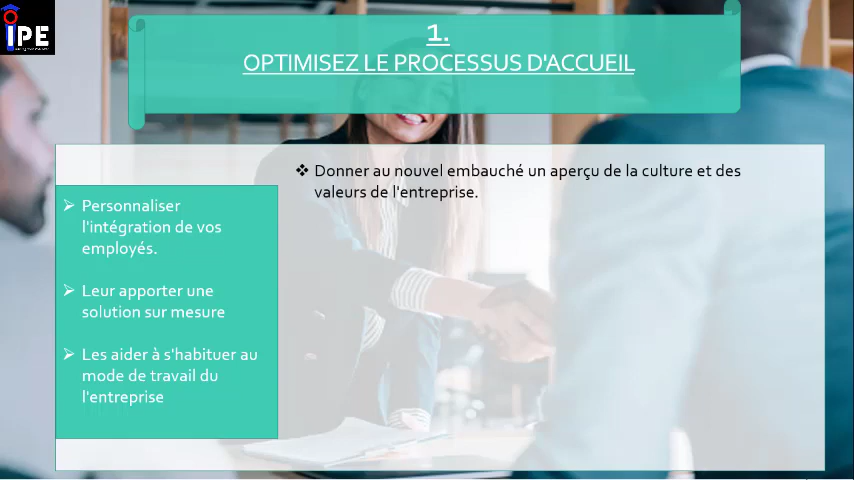 IPE
1.
OPTIMISEZ LE PROCESSUS D'ACCUEIL
❖ Donner au nouvel embauché un aperçu de la culture et des
valeurs de l'entreprise.
➢ Personnaliser
l'intégration de vos
employés.
➢ Leur apporter une
solution sur mesure
➢ Les aider à s'habituer au
mode de travail du
l'entreprise